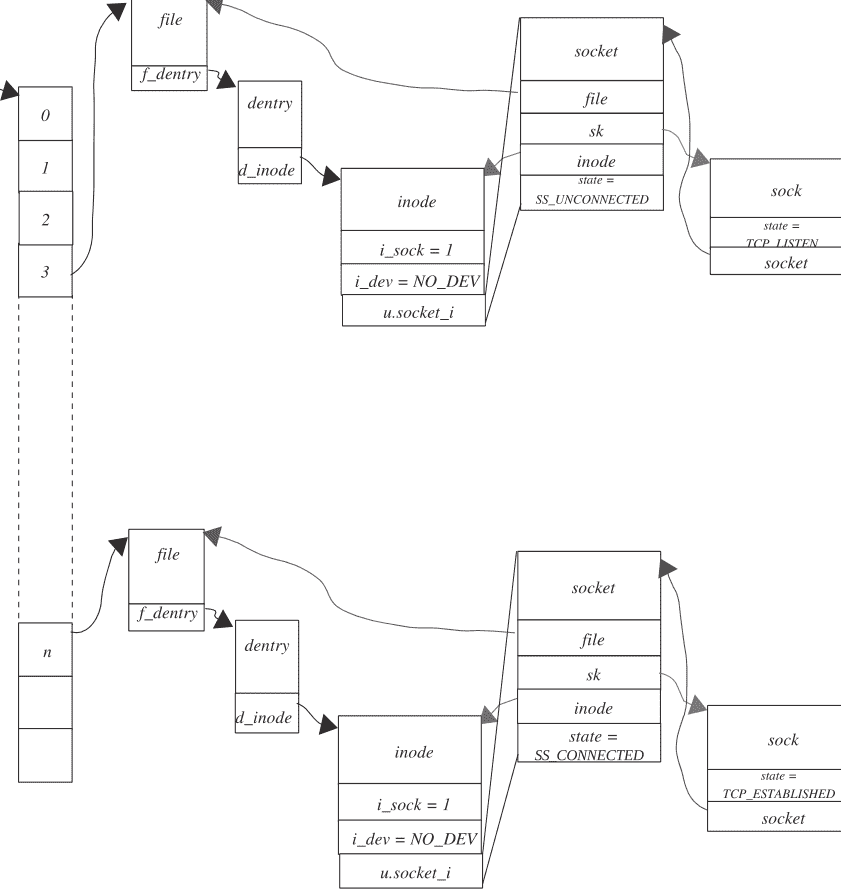 file
f_dentry
dentry
d_inode
0
1
2
3
inode
i_sock = 1
i_dev = NO_DEV
u.socket_i
socket
file
sk
inode
state =
SS_UNCONNECTED
sock
state =
TCP_LISTEN
socket
file
f_dentry
dentry
d_inode
n
inode
i_sock = 1
i_dev = NO_DEV
u.socket_i
socket
file
sk
inode
state =
SS_CONNECTED
sock
state =
TCP_ESTABLISHED
socket